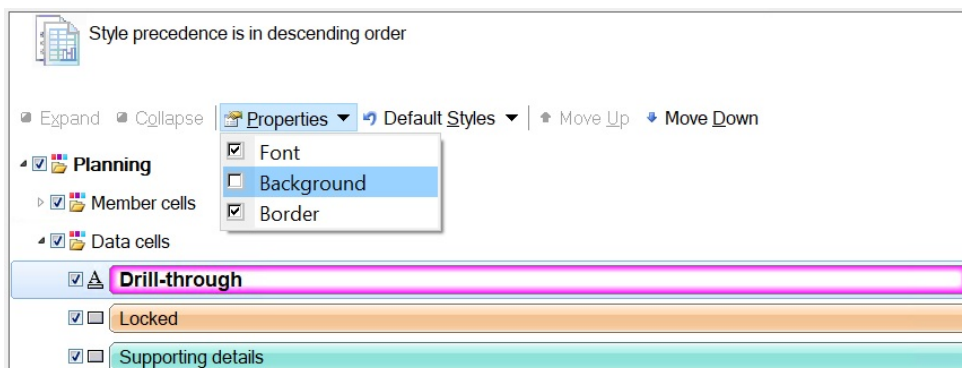 Style precedence is in descending order
Expand Collapse Properties Default Styles Move Up Move Down
Font
Planning
Background
Member cells
Border
Data cells
Drill-through
Locked
Supporting details